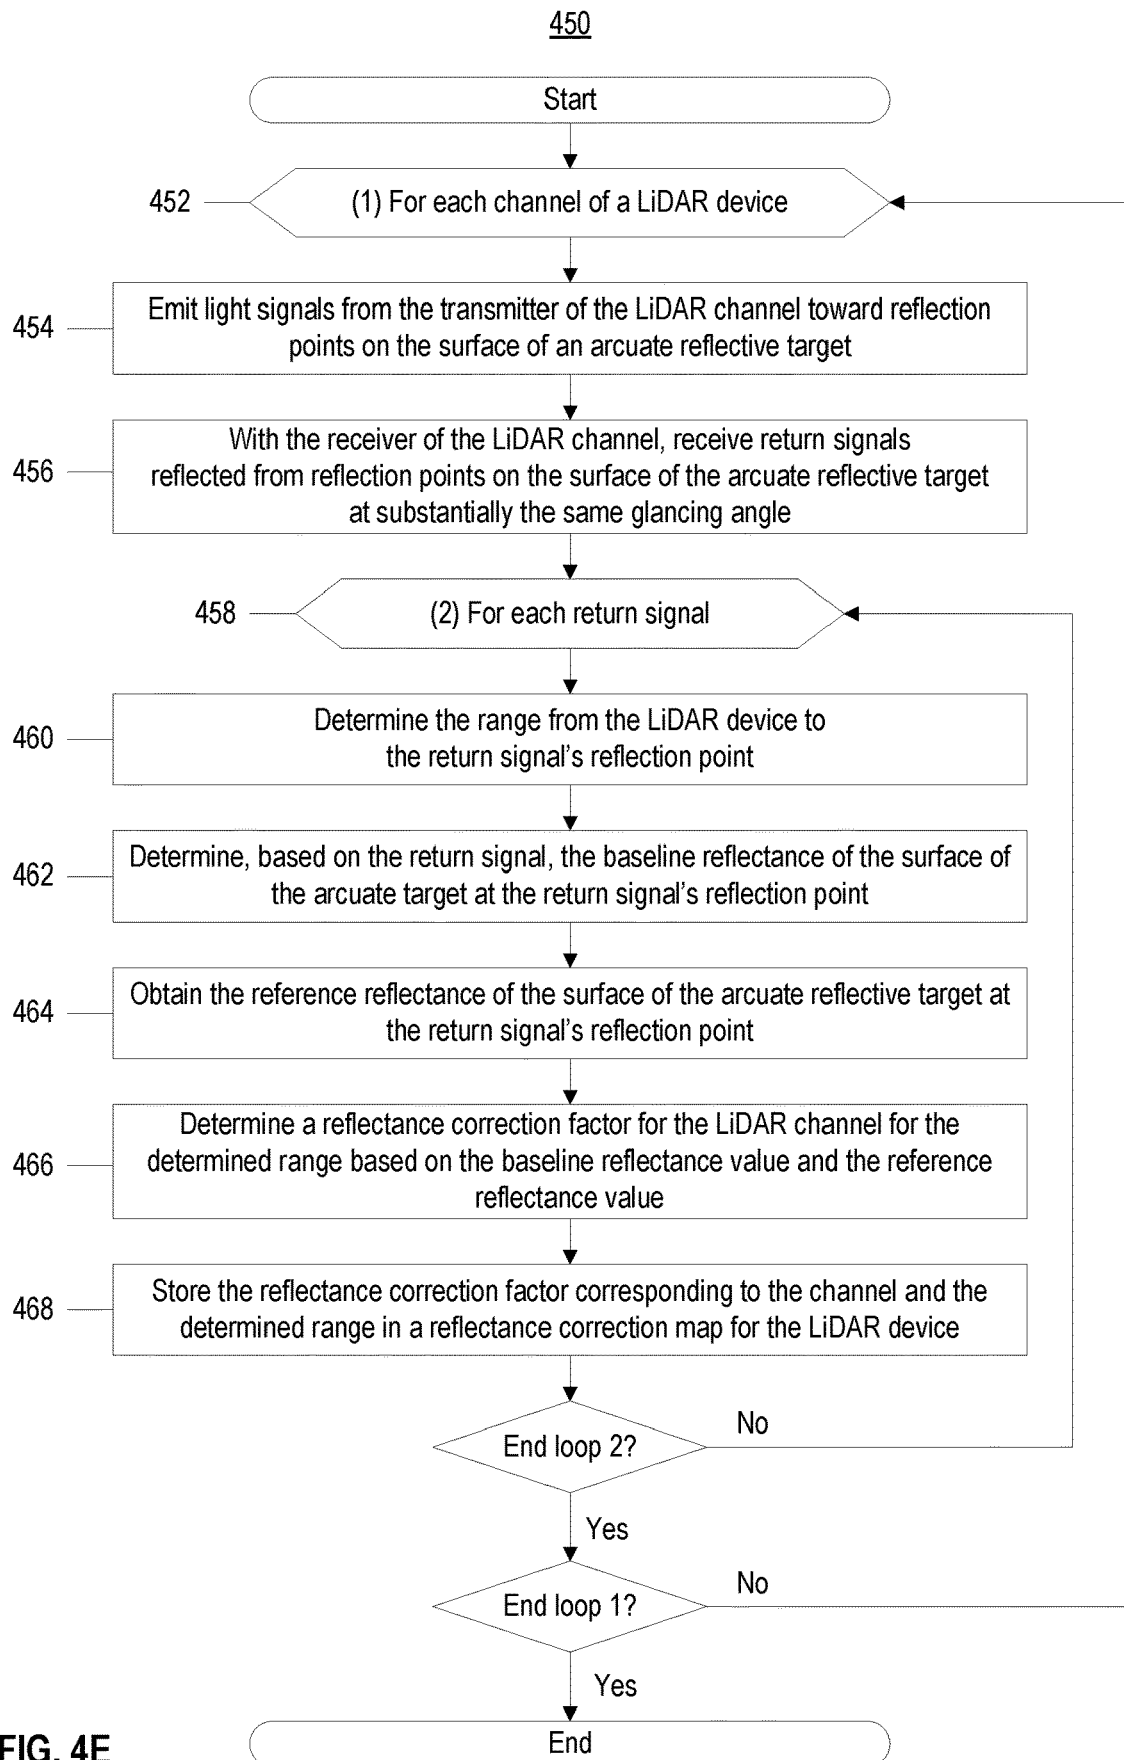 450
Start
452
(1) For each channel of a LiDAR device
454
Emit light signals from the transmitter of the LiDAR channel toward reflection
points on the surface of an arcuate reflective target
456
With the receiver of the LiDAR channel, receive return signals
reflected from reflection points on the surface of the arcuate reflective target
at substantially the same glancing angle
458
(2) For each return signal
460
Determine the range from the LiDAR device to
the return signal's reflection point
462
Determine, based on the return signal, the baseline reflectance of the surface of
the arcuate target at the return signal's reflection point
464
Obtain the reference reflectance of the surface of the arcuate reflective target at
the return signal's reflection point
466
Determine a reflectance correction factor for the LiDAR channel for the
determined range based on the baseline reflectance value and the reference
reflectance value
468
Store the reflectance correction factor corresponding to the channel and the
determined range in a reflectance correction map for the LiDAR device
End loop 2?
No
Yes
End loop 1?
No
Yes
End
FIG. 4E